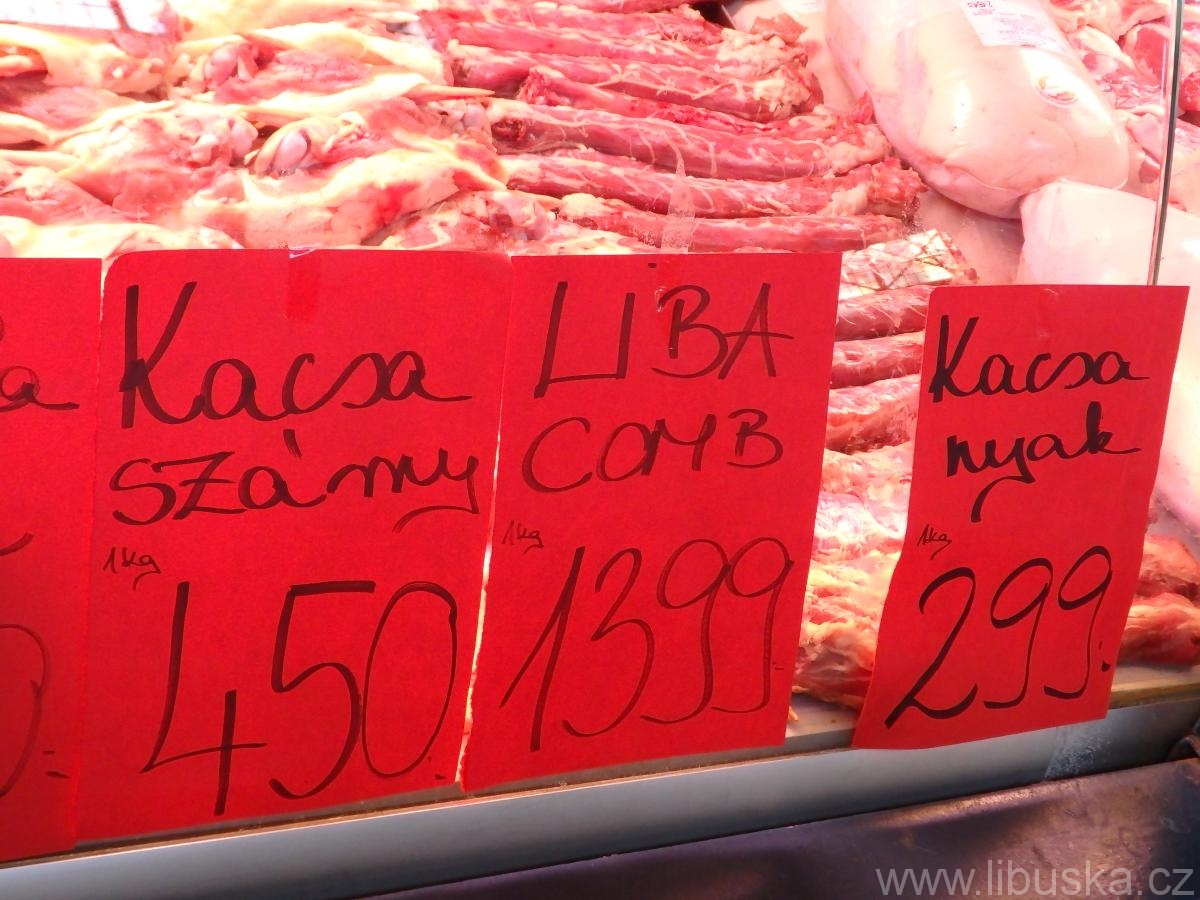 Kacsa
szárny
1kg
450.-
LIBA
COMB
1kg
1399.-
Kacsa
nyak
1kg
299.-
www.libuska.cz